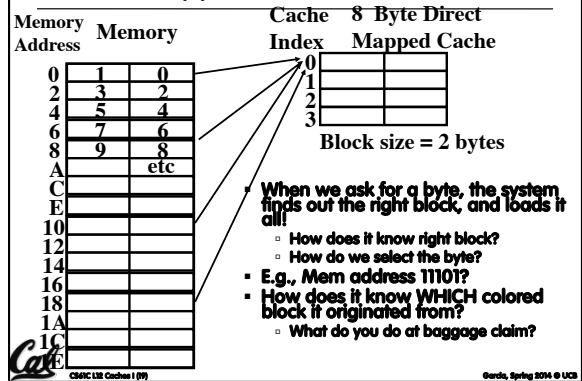 Memory Address
Memory
Cache Index
8 Byte Direct Mapped Cache
0 1 0
2 3 2
4 5 4
6 7 6
8 9 8
A etc
C
E
10
12
14
16
18
1A
1C
0
1
2
3
Block size = 2 bytes
▪ When we ask for a byte, the system
finds out the right block, and loads it
all!
▫ How does it know right block?
▫ How do we select the byte?
▪ E.g., Mem address 11101?
▪ How does it know WHICH colored
block it originated from?
▫ What do you do at baggage claim?
Cal
CS61C L12 Caches I (19)
Garcia, Spring 2014 © UCB